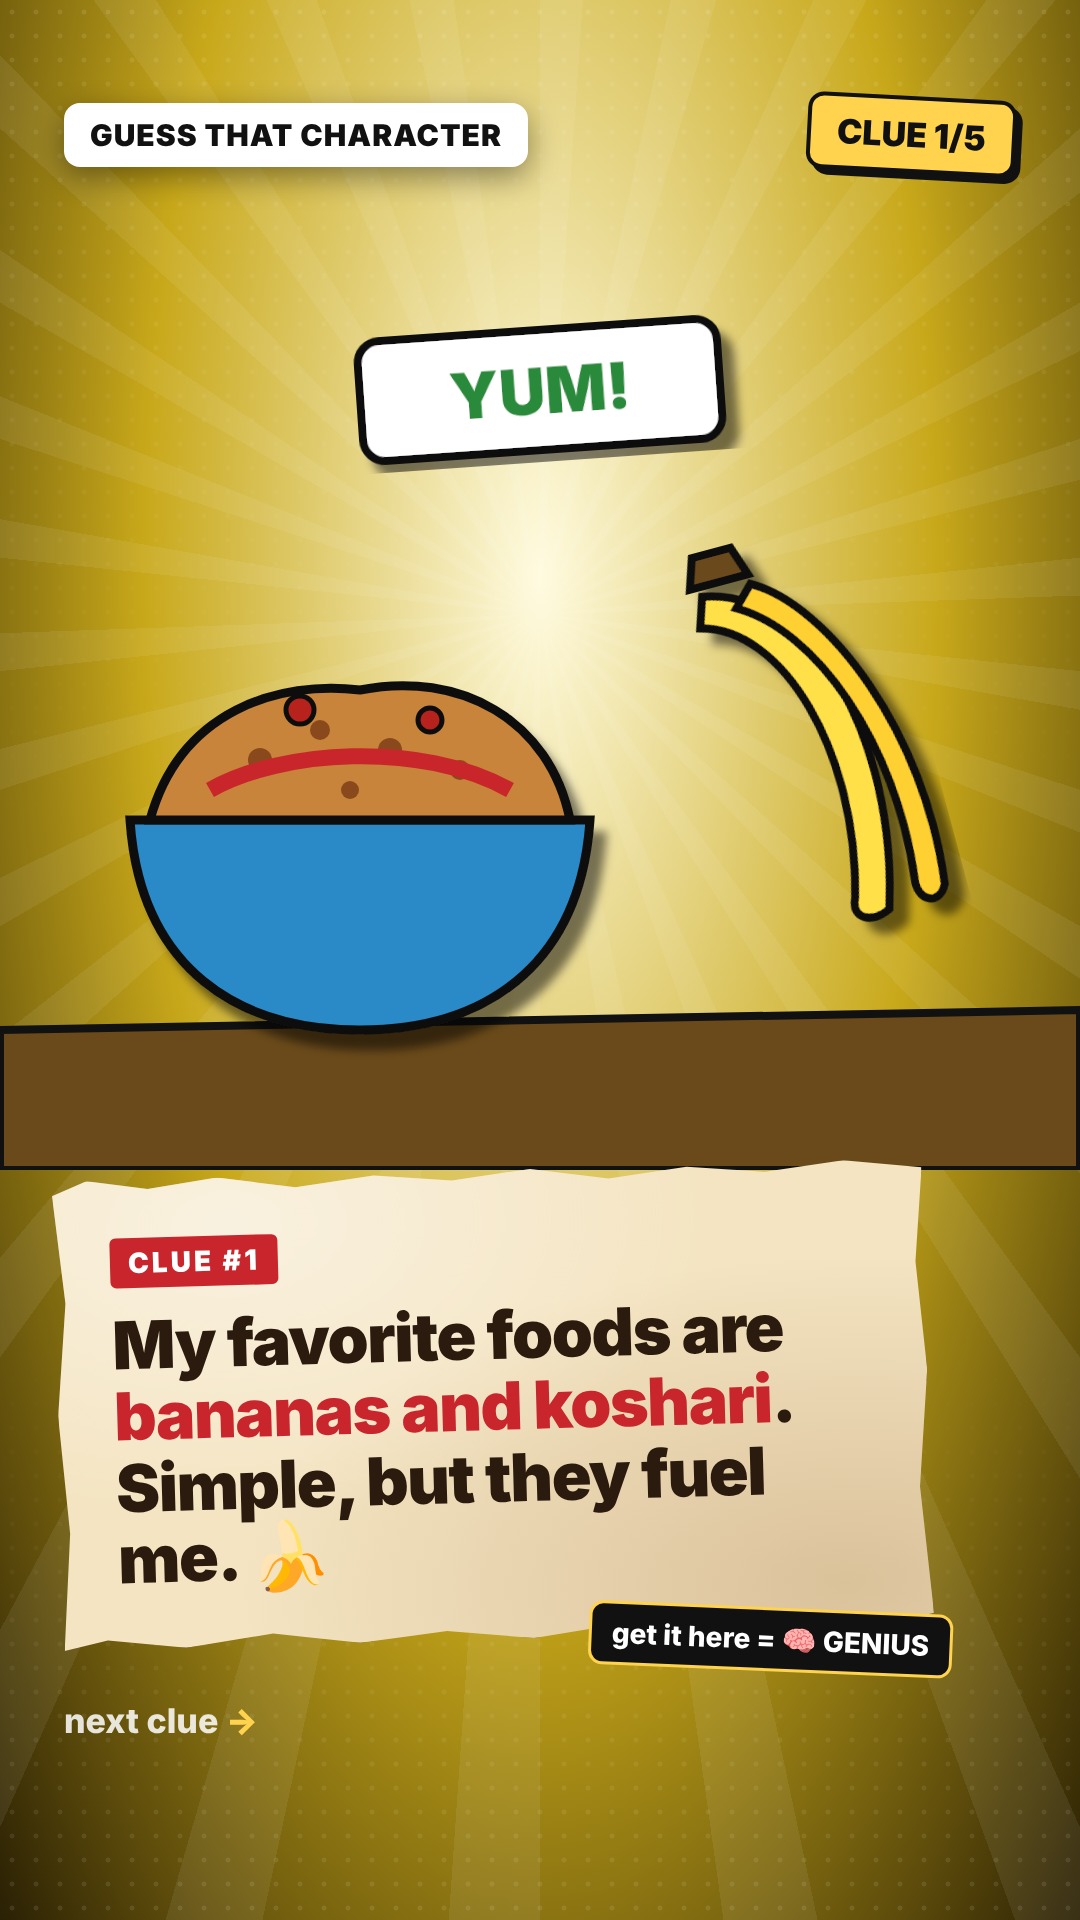 GUESS THAT CHARACTER
CLUE 1/5
YUM!
CLUE #1
My favorite foods are
bananas and koshari.
Simple, but they fuel
me. 🍌
get it here = 🧠 GENIUS
next clue →